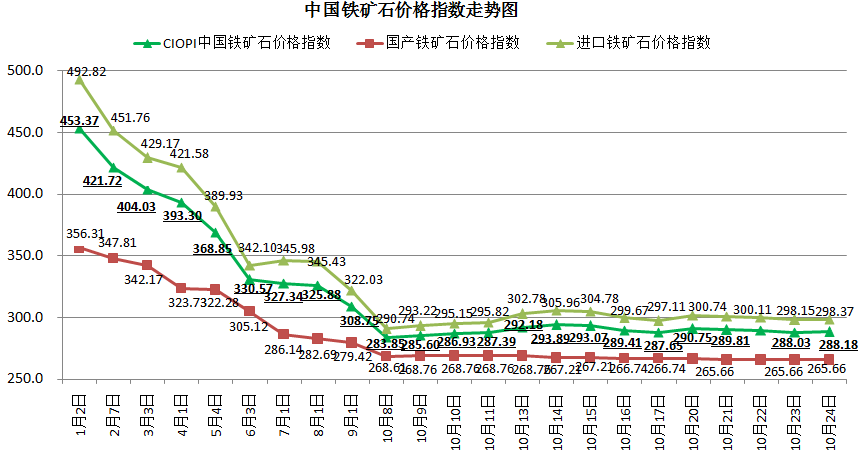 中国铁矿石价格指数走势图
CIOPI中国铁矿石价格指数 国产铁矿石价格指数 进口铁矿石价格指数
500.0
450.0
400.0
350.0
300.0
250.0
492.82 451.76 429.17 421.58 389.93 342.10 345.98 345.43 322.03 290.74 293.22 295.15 295.82 302.78 305.96 304.78 299.67 297.11 300.74 300.11 298.15 298.37
453.37 421.72 404.03 393.30 368.85 330.57 327.34 325.88 308.75 283.85 285.60 286.93 287.39 292.18 293.89 293.07 289.41 287.65 290.75 289.81 288.03 288.18
356.31 347.81 342.17 323.73 322.28 305.12 286.14 282.69 279.42 268.61 268.76 268.76 268.76 268.76 267.21 267.21 266.74 266.74 265.66 265.66 265.66
1月2日 2月7日 3月3日 4月1日 5月4日 6月3日 7月1日 8月1日 9月1日 10月8日 10月9日 10月10日 10月11日 10月13日 10月14日 10月15日 10月16日 10月17日 10月20日 10月21日 10月22日 10月23日 10月24日